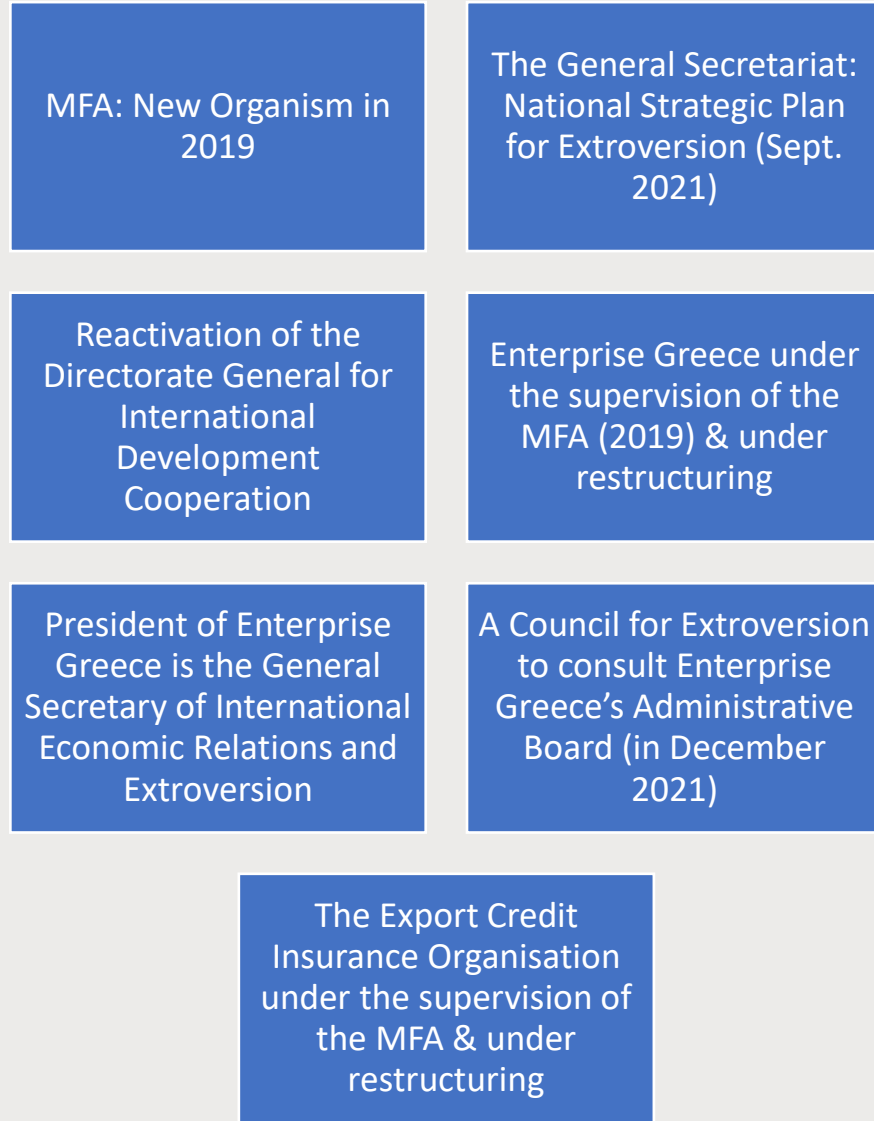 MFA: New Organism in
2019
The General Secretariat:
National Strategic Plan
for Extroversion (Sept.
2021)
Reactivation of the
Directorate General for
International
Development
Cooperation
Enterprise Greece under
the supervision of the
MFA (2019) & under
restructuring
President of Enterprise
Greece is the General
Secretary of International
Economic Relations and
Extroversion
A Council for Extroversion
to consult Enterprise
Greece’s Administrative
Board (in December
2021)
The Export Credit
Insurance Organisation
under the supervision of
the MFA & under
restructuring